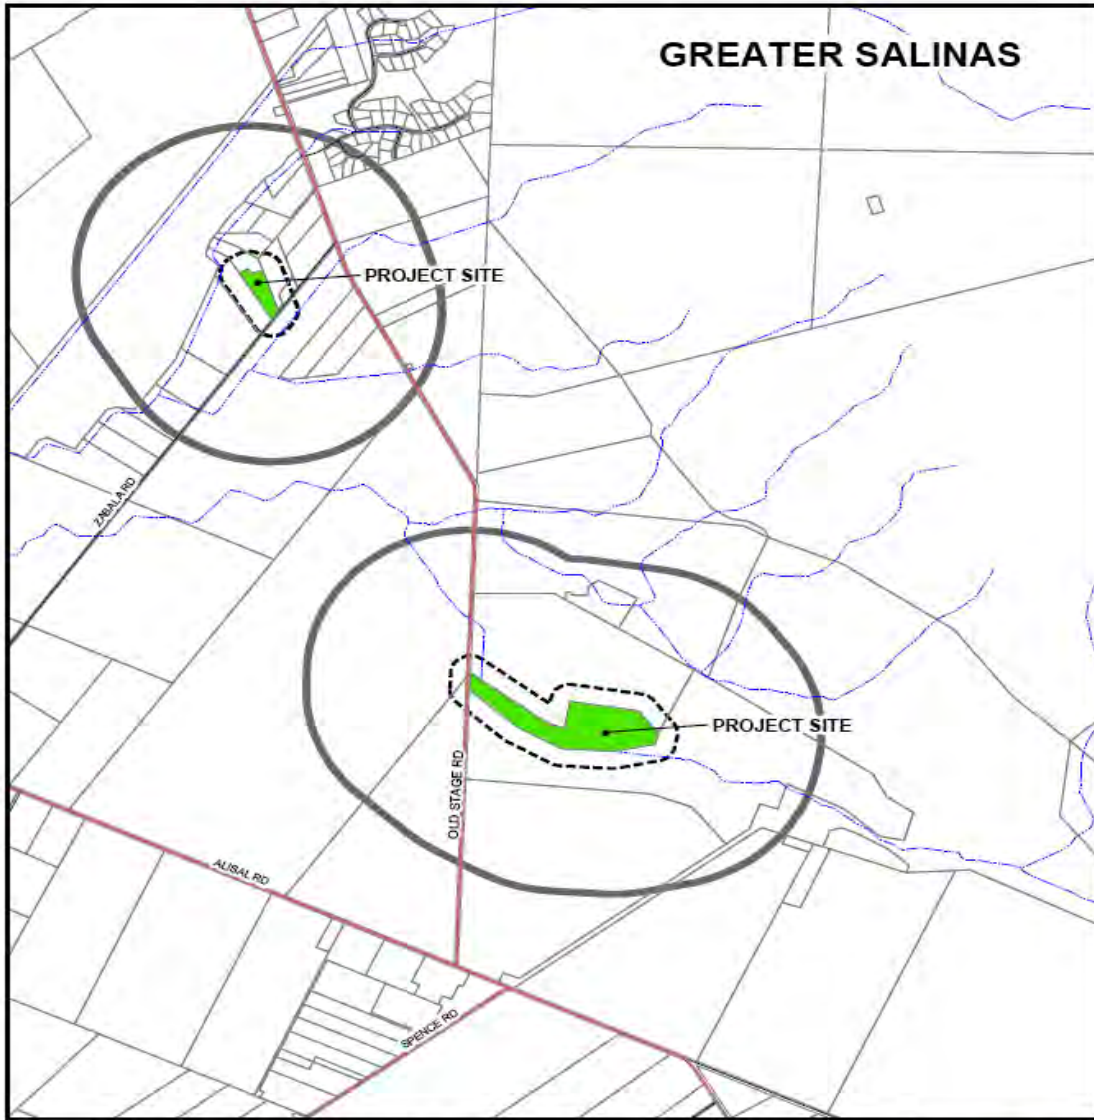 GREATER SALINAS
PROJECT SITE
ZABALA RD
PROJECT SITE
OLD STAGE RD
ALISAL RD
SPENCE RD